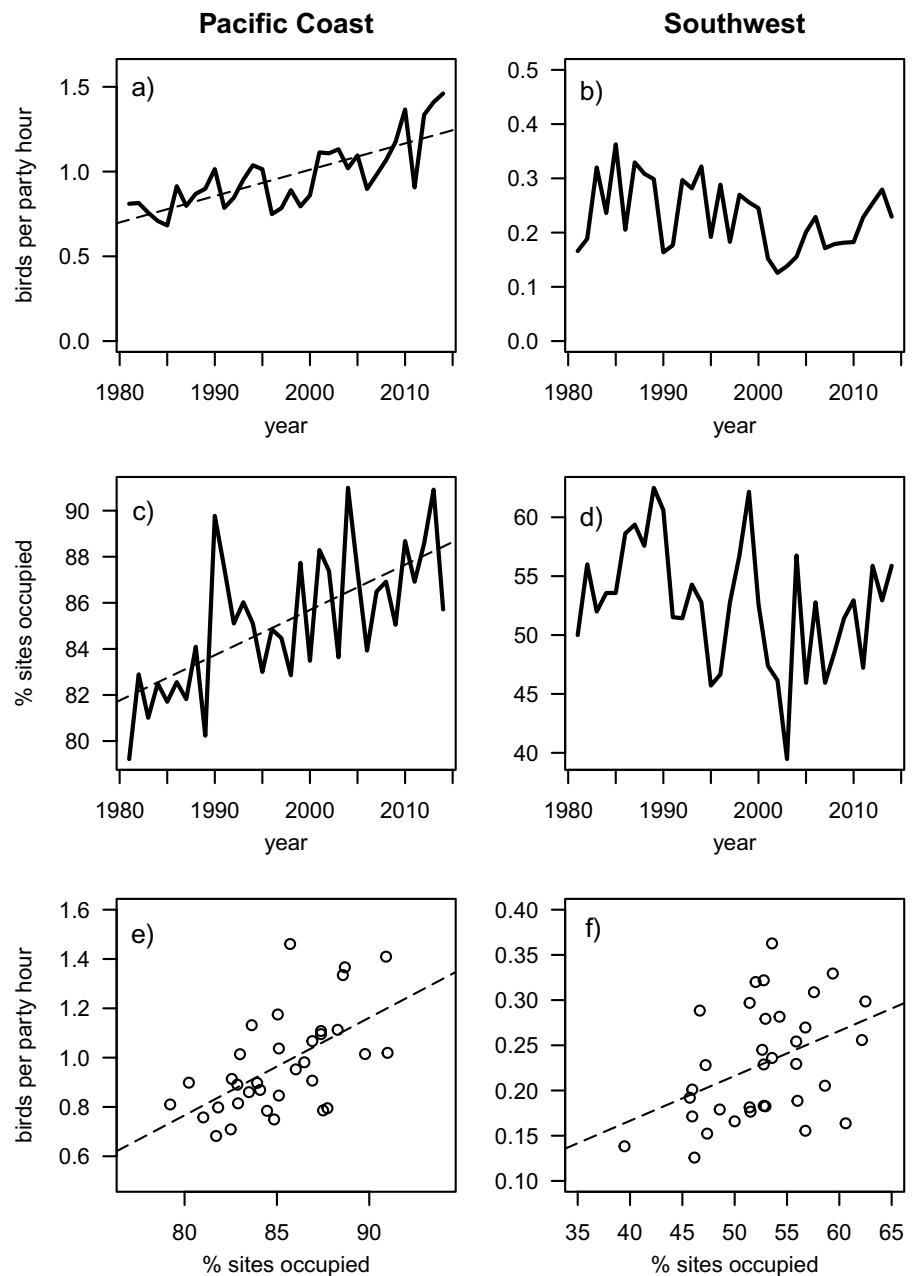 Pacific Coast
Southwest
a)
birds per party hour
1.5
1.0
0.5
0.0
1980 1990 2000 2010
year
b)
0.5
0.4
0.3
0.2
0.1
0.0
1980 1990 2000 2010
year
c)
% sites occupied
90
88
86
84
82
80
1980 1990 2000 2010
year
d)
60
55
50
45
40
1980 1990 2000 2010
year
e)
birds per party hour
1.6
1.4
1.2
1.0
0.8
0.6
80 85 90
% sites occupied
f)
0.40
0.35
0.30
0.25
0.20
0.15
0.10
35 40 45 50 55 60 65
% sites occupied